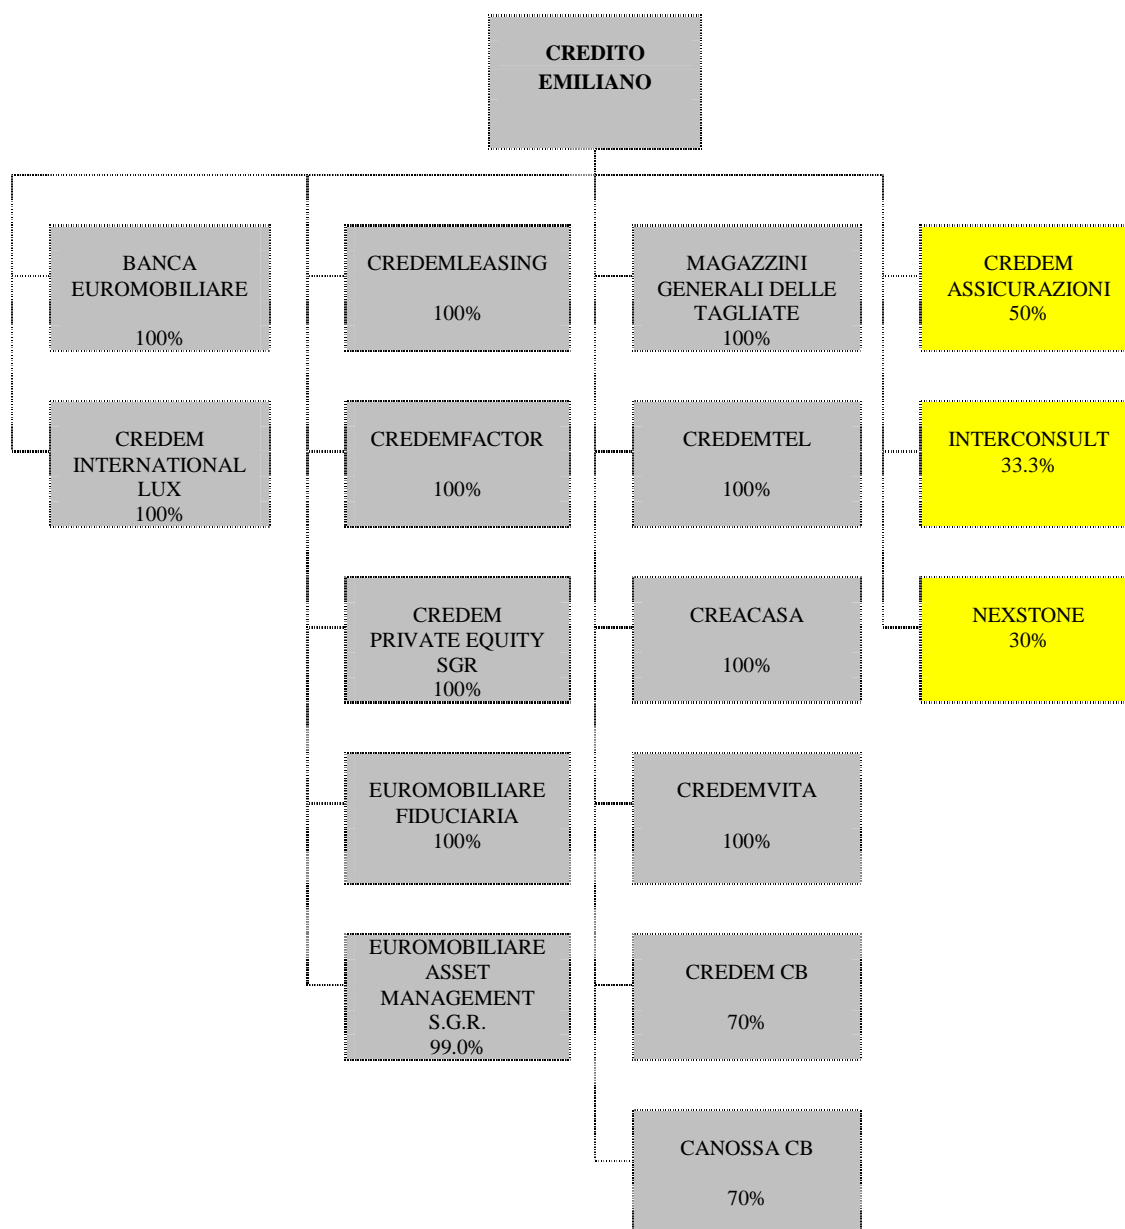 CREDITO
EMILIANO
BANCA
EUROMOBILIARE
100%
CREDEM
INTERNATIONAL
LUX
100%
CREDEMLEASING
100%
CREDEMFACTOR
100%
CREDEM
PRIVATE EQUITY
SGR
100%
EUROMOBILIARE
FIDUCIARIA
100%
EUROMOBILIARE
ASSET
MANAGEMENT
S.G.R.
99.0%
MAGAZZINI
GENERALI DELLE
TAGLIATE
100%
CREDEMTEL
100%
CREACASA
100%
CREDEMVITA
100%
CREDEM CB
70%
CANOSSA CB
70%
CREDEM
ASSICURAZIONI
50%
INTERCONSULT
33.3%
NEXSTONE
30%